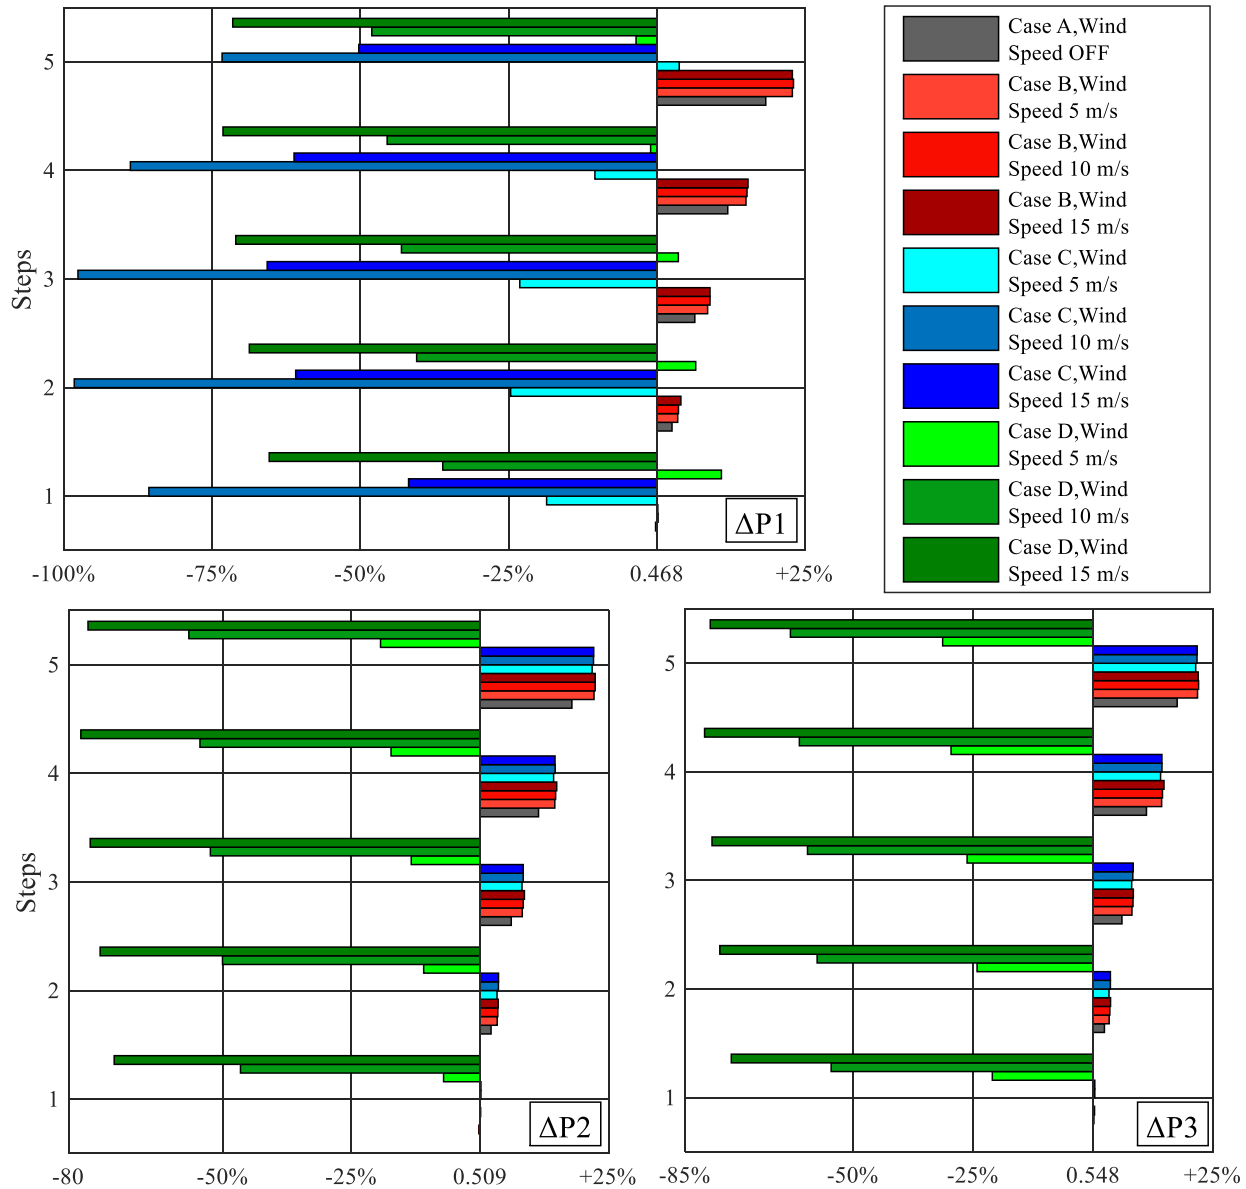 5
4
3
2
1
Steps
ΔP1
-100%
-75%
-50%
-25%
0.468
+25%
Case A,Wind
Speed OFF
Case B,Wind
Speed 5 m/s
Case B,Wind
Speed 10 m/s
Case B,Wind
Speed 15 m/s
Case C,Wind
Speed 5 m/s
Case C,Wind
Speed 10 m/s
Case C,Wind
Speed 15 m/s
Case D,Wind
Speed 5 m/s
Case D,Wind
Speed 10 m/s
Case D,Wind
Speed 15 m/s
5
4
3
2
1
Steps
ΔP2
-80
-50%
-25%
0.509
+25%
5
4
3
2
1
ΔP3
-85%
-50%
-25%
0.548
+25%